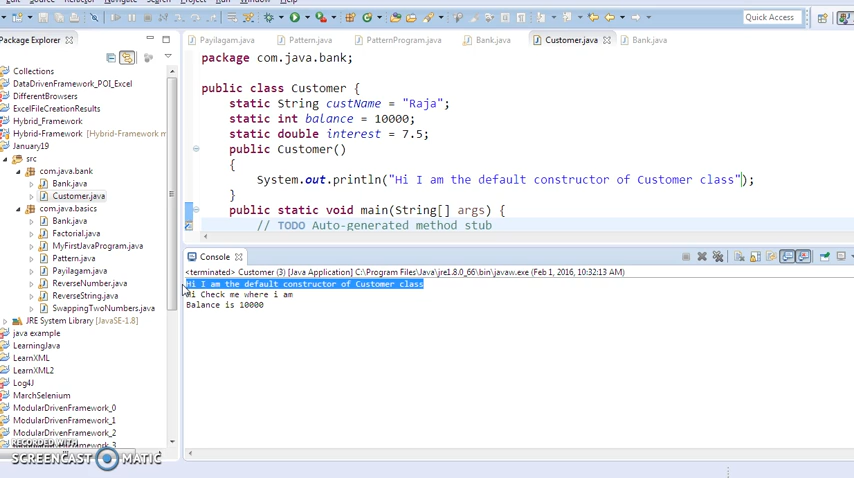 Quick Access
Package Explorer
Payilagam.java
Pattern.java
PatternProgram.java
Bank.java
Customer.java
Bank.java
package com.java.bank;
public class Customer {
static String custName = "Raja";
static int balance = 10000;
static double interest = 7.5;
public Customer()
{
System.out.println("Hi I am the default constructor of Customer class");
}
public static void main(String[] args) {
// TODO Auto-generated method stub
Collections
DataDrivenFramework_POI_Excel
DifferentBrowsers
ExcelFileCreationResults
Hybrid_Framework
Hybrid-Framework [Hybrid-Framework
January19
src
com.java.bank
Bank.java
Customer.java
com.java.basics
Bank.java
Factorial.java
MyFirstJavaProgram.java
Pattern.java
Payilagam.java
ReverseNumber.java
ReverseString.java
SwappingTwoNumbers.java
JRE System Library [JavaSE-1.8]
java example
LearningJava
LearnXML
LearnXML2
Log4J
MarchSelenium
ModularDrivenFramework_0
ModularDrivenFramework_1
ModularDrivenFramework_2
Console
<terminated> Customer (3) [Java Application] C:\Program Files\Java\jre1.8.0_66\bin\javaw.exe (Feb 1, 2016, 10:32:13 AM)
Hi I am the default constructor of Customer class
Hi Check me where i am
Balance is 10000
RECORDED WITH
SCREENCAST MATIC